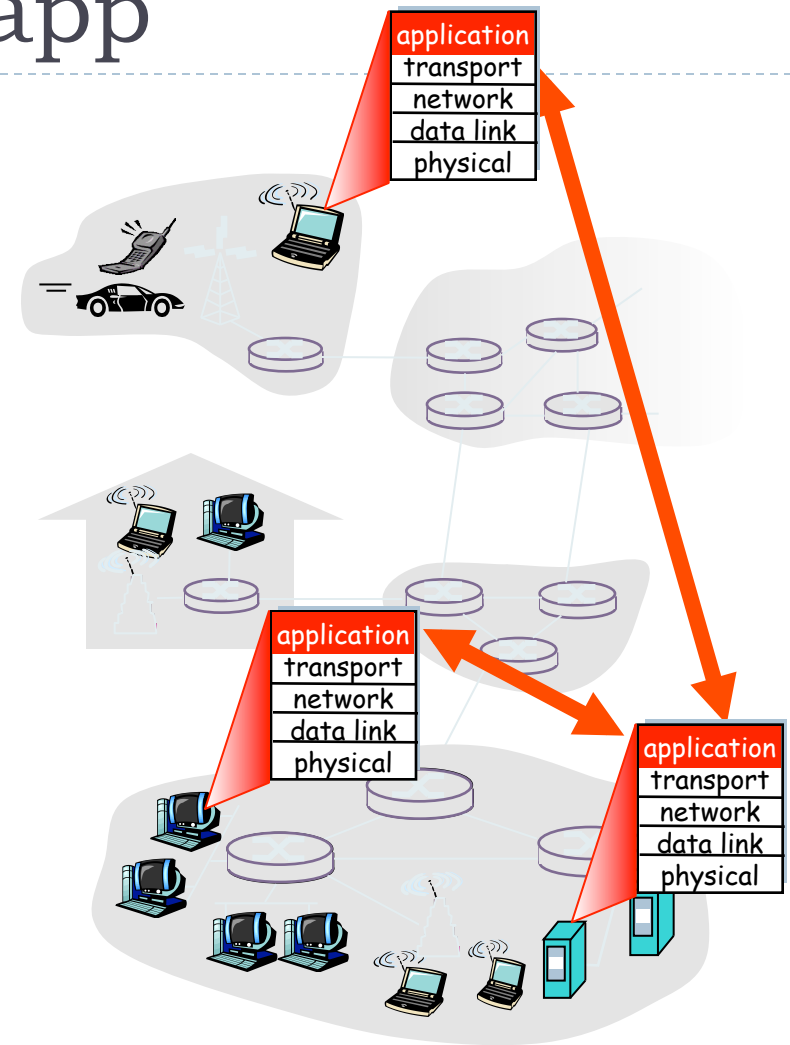 app
application
transport
network
data link
physical
application
transport
network
data link
physical
application
transport
network
data link
physical